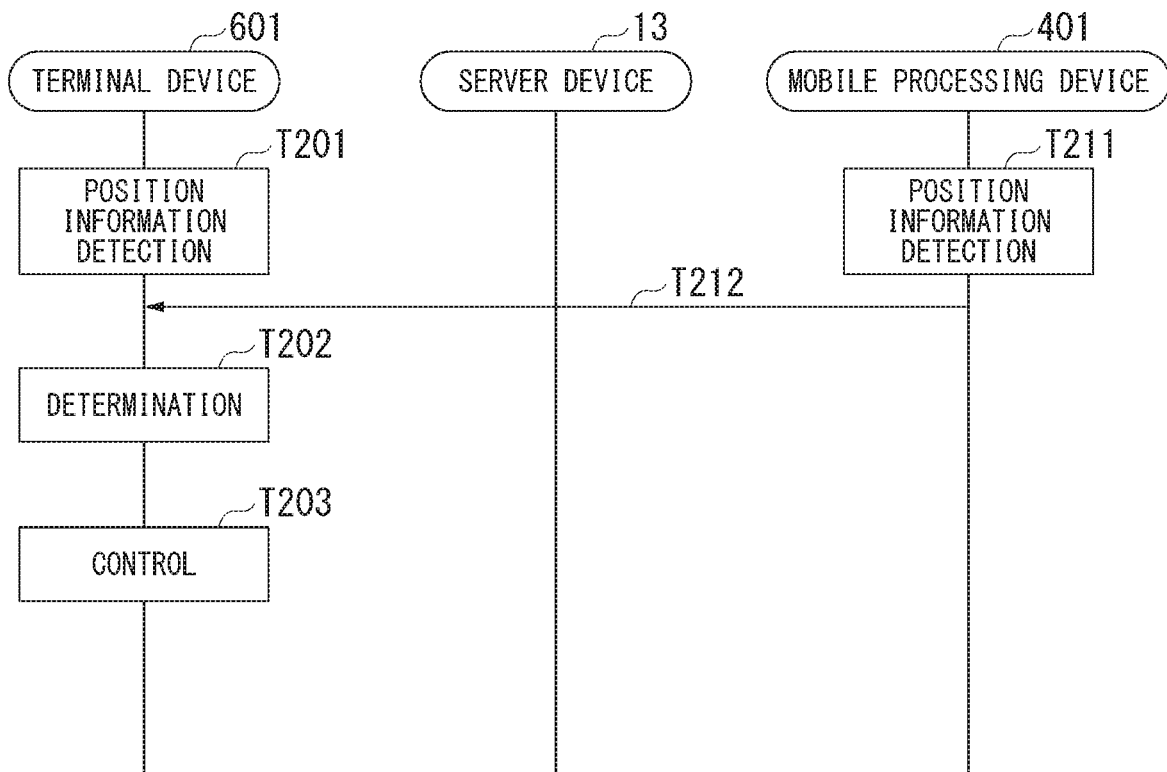 601
13
401
TERMINAL DEVICE
SERVER DEVICE
MOBILE PROCESSING DEVICE
T201
T211
POSITION
INFORMATION
DETECTION
POSITION
INFORMATION
DETECTION
T212
T202
DETERMINATION
T203
CONTROL